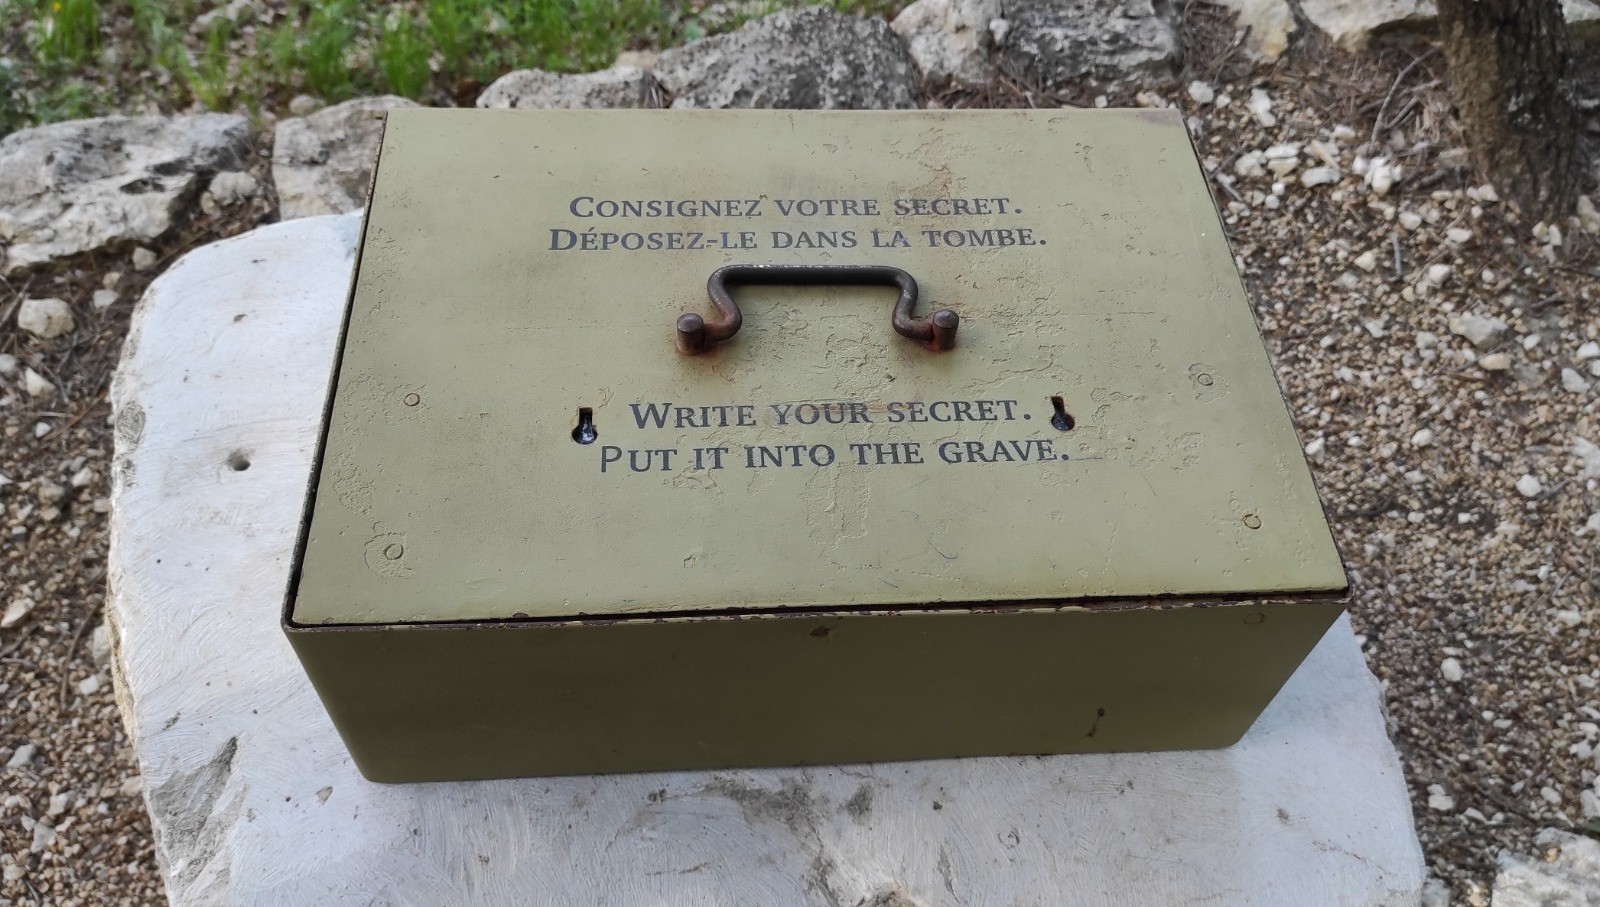 Consignez votre secret.
Déposez-le dans la tombe.
Write your secret.
Put it into the grave.